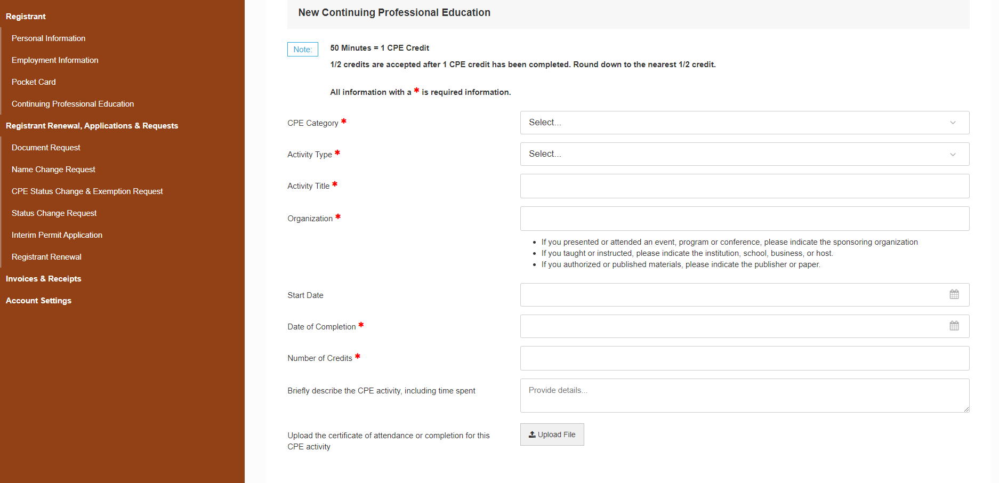 Registrant
Personal Information
Employment Information
Pocket Card
Continuing Professional Education
Registrant Renewal, Applications & Requests
Document Request
Name Change Request
CPE Status Change & Exemption Request
Status Change Request
Interim Permit Application
Registrant Renewal
Invoices & Receipts
Account Settings
New Continuing Professional Education
Note:
50 Minutes = 1 CPE Credit
1/2 credits are accepted after 1 CPE credit has been completed. Round down to the nearest 1/2 credit.
All information with a * is required information.
CPE Category *
Select...
Activity Type *
Select...
Activity Title *
Organization *
• If you presented or attended an event, program or conference, please indicate the sponsoring organization
• If you taught or instructed, please indicate the institution, school, business, or host.
• If you authorized or published materials, please indicate the publisher or paper.
Start Date
Date of Completion *
Number of Credits *
Briefly describe the CPE activity, including time spent
Provide details...
Upload the certificate of attendance or completion for this
CPE activity
Upload File